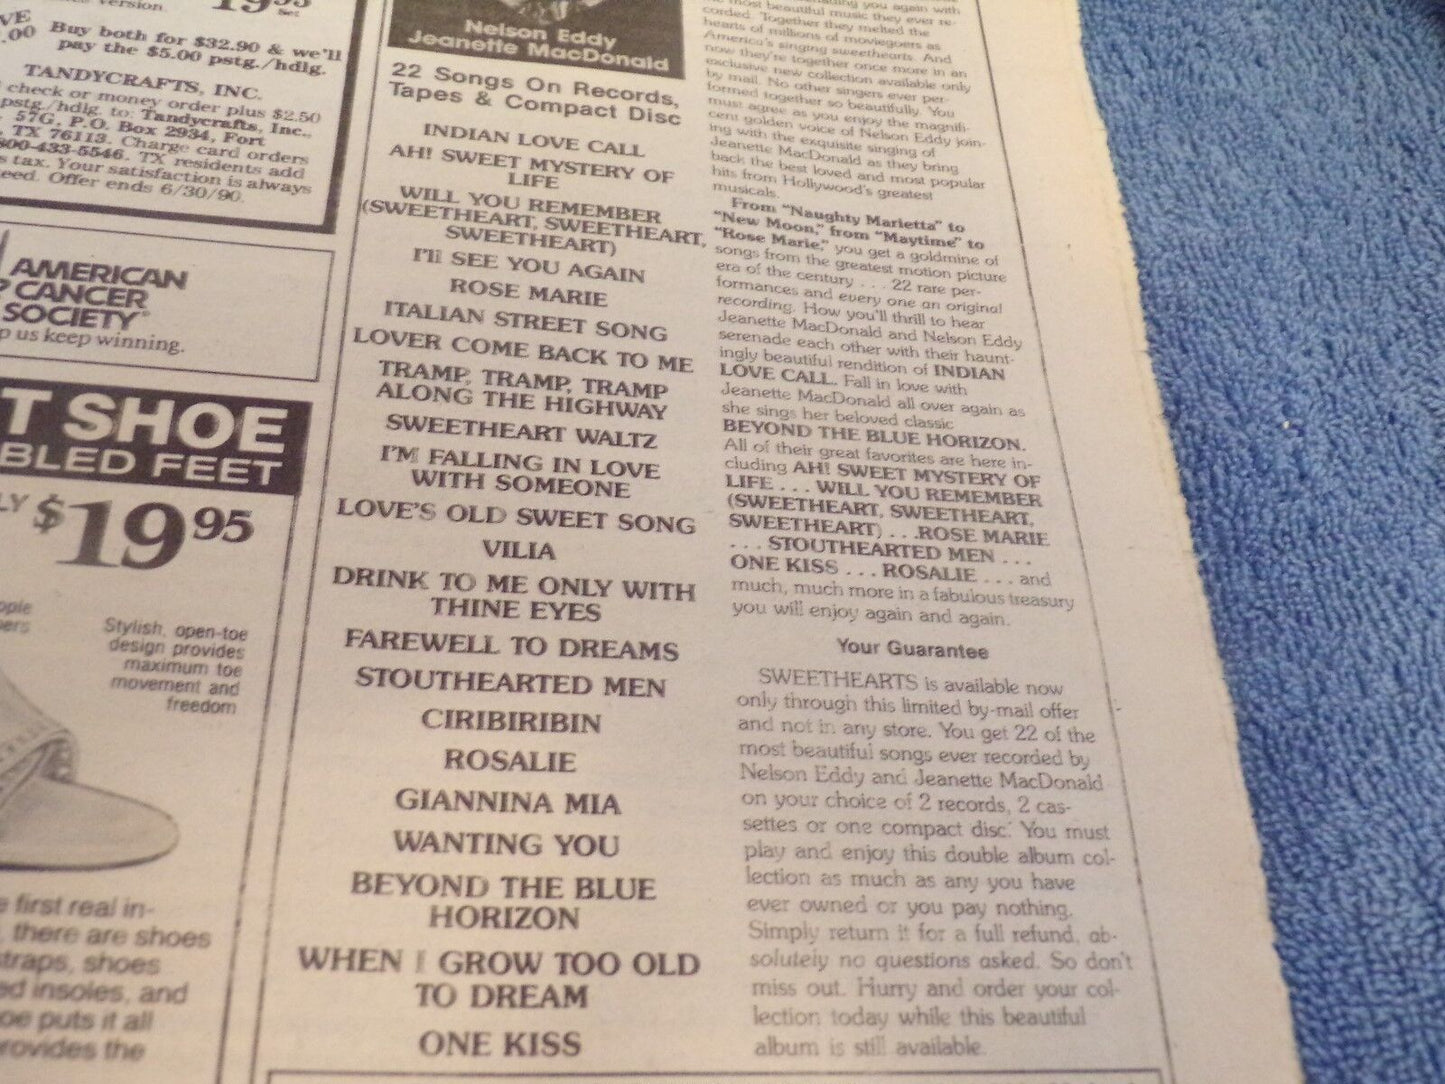 Version.
19 95
Set
VE
.00
Buy both for $32.90 & we'll
pay the $5.00 pstg./hdlg.
TANDYCRAFTS, INC.
check or money order plus $2.50
pstg./hdlg. to: Tandycrafts, Inc.,
57G, P.O. Box 2934, Fort
, TX 76113. Charge card orders
800-433-5546. TX residents add
s tax. Your satisfaction is always
eed. Offer ends 6/30/90.
AMERICAN
CANCER
SOCIETY®
p us keep winning.
T SHOE
BLED FEET
LY $19 95
ople
ers
Stylish, open-toe
design provides
maximum toe
movement and
freedom
e first real in-
, there are shoes
straps, shoes
ed insoles, and
oe puts it all
rovides the
Nelson Eddy
Jeanette MacDonald
22 Songs On Records,
Tapes & Compact Disc
INDIAN LOVE CALL
AH! SWEET MYSTERY OF
LIFE
WILL YOU REMEMBER
(SWEETHEART, SWEETHEART,
SWEETHEART)
I'll SEE YOU AGAIN
ROSE MARIE
ITALIAN STREET SONG
LOVER COME BACK TO ME
TRAMP, TRAMP, TRAMP
ALONG THE HIGHWAY
SWEETHEART WALTZ
I'M FALLING IN LOVE
WITH SOMEONE
LOVE'S OLD SWEET SONG
VILIA
DRINK TO ME ONLY WITH
THINE EYES
FAREWELL TO DREAMS
STOUTHEARTED MEN
CIRIBIRIBIN
ROSALIE
GIANNINA MIA
WANTING YOU
BEYOND THE BLUE
HORIZON
WHEN I GROW TOO OLD
TO DREAM
ONE KISS
you again with
most beautiful music they ever re-
corded. Together they melted the
hearts of millions of moviegoers as
America's singing sweethearts. And
now they're together once more in an
exclusive new collection available only
by mail. No other singers ever per-
formed together so beautifully. You
must agree as you enjoy the magnifi-
cent golden voice of Nelson Eddy join-
ing with the exquisite singing of
Jeanette MacDonald as they bring
back the best loved and most popular
hits from Hollywood's greatest
musicals.
From "Naughty Marietta" to
"New Moon," from "Maytime" to
"Rose Marie," you get a goldmine of
songs from the greatest motion picture
era of the century . . . 22 rare per-
formances and every one an original
recording. How you'll thrill to hear
Jeanette MacDonald and Nelson Eddy
serenade each other with their haunt-
ingly beautiful rendition of INDIAN
LOVE CALL. Fall in love with
Jeanette MacDonald all over again as
she sings her beloved classic
BEYOND THE BLUE HORIZON.
All of their great favorites are here in-
cluding AH! SWEET MYSTERY OF
LIFE . . . WILL YOU REMEMBER
(SWEETHEART, SWEETHEART,
SWEETHEART) . . .ROSE MARIE
. . . STOUTHEARTED MEN . . .
ONE KISS . . . ROSALIE . . . and
much, much more in a fabulous treasury
you will enjoy again and again.
Your Guarantee
SWEETHEARTS is available now
only through this limited by-mail offer
and not in any store. You get 22 of the
most beautiful songs ever recorded by
Nelson Eddy and Jeanette MacDonald
on your choice of 2 records, 2 cas-
settes or one compact disc. You must
play and enjoy this double album col-
lection as much as any you have
ever owned or you pay nothing.
Simply return it for a full refund, ab-
solutely no questions asked. So don't
miss out. Hurry and order your col-
lection today while this beautiful
album is still available.